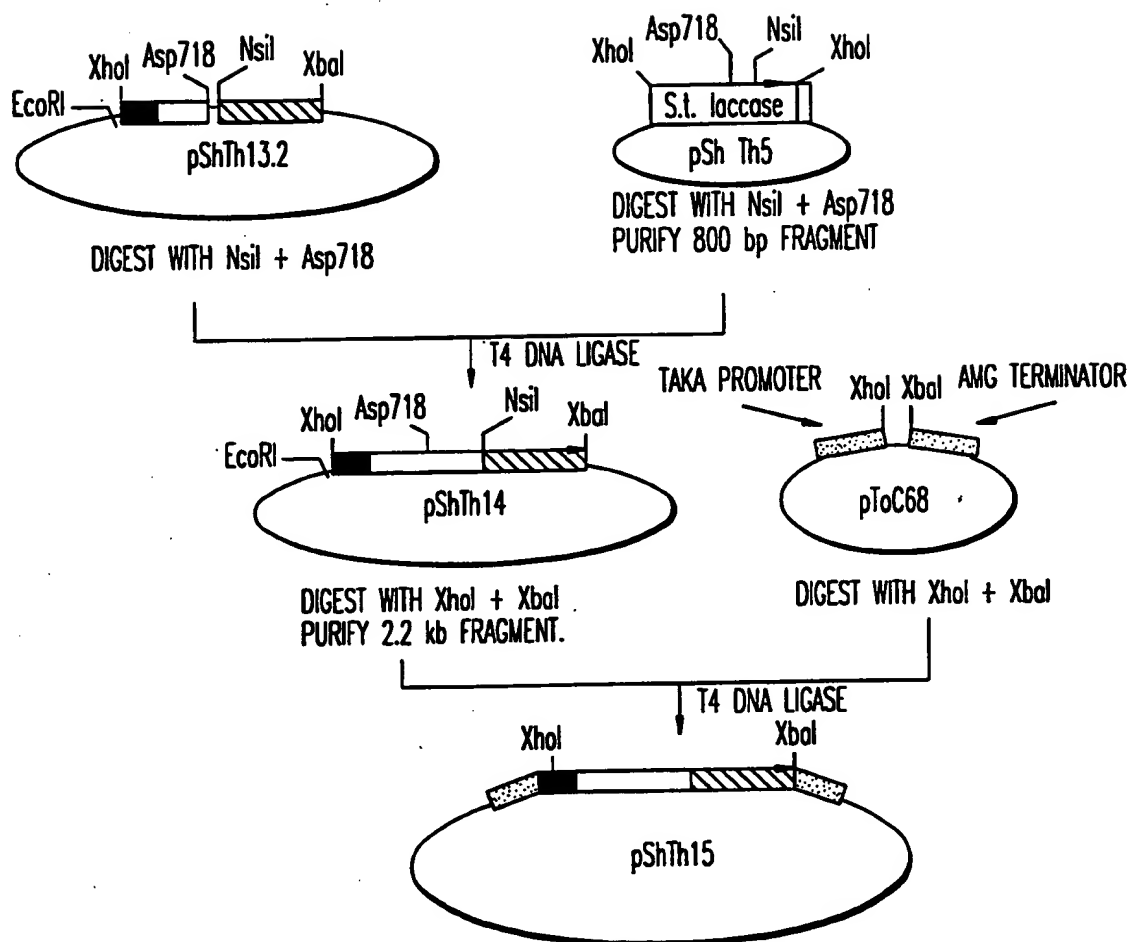 XhoI
Asp718
NsiI
XbaI
EcoRI
pShTh13.2
DIGEST WITH NsiI + Asp718
Asp718
NsiI
XhoI
XhoI
S.t. laccase
pSh Th5
DIGEST WITH NsiI + Asp718
PURIFY 800 bp FRAGMENT
T4 DNA LIGASE
XhoI
Asp718
NsiI
XbaI
EcoRI
pShTh14
DIGEST WITH XhoI + XbaI
PURIFY 2.2 kb FRAGMENT.
TAKA PROMOTER
XhoI
XbaI
AMG TERMINATOR
pToC68
DIGEST WITH XhoI + XbaI
T4 DNA LIGASE
XhoI
XbaI
pShTh15